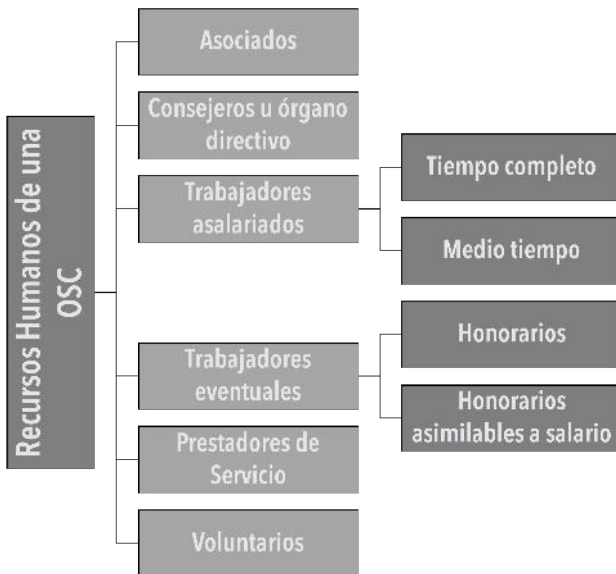 Recursos Humanos de una
OSC
Asociados
Consejeros u órgano
directivo
Trabajadores
asalariados
Tiempo completo
Medio tiempo
Trabajadores
eventuales
Honorarios
Honorarios
asimilables a salario
Prestadores de
Servicio
Voluntarios